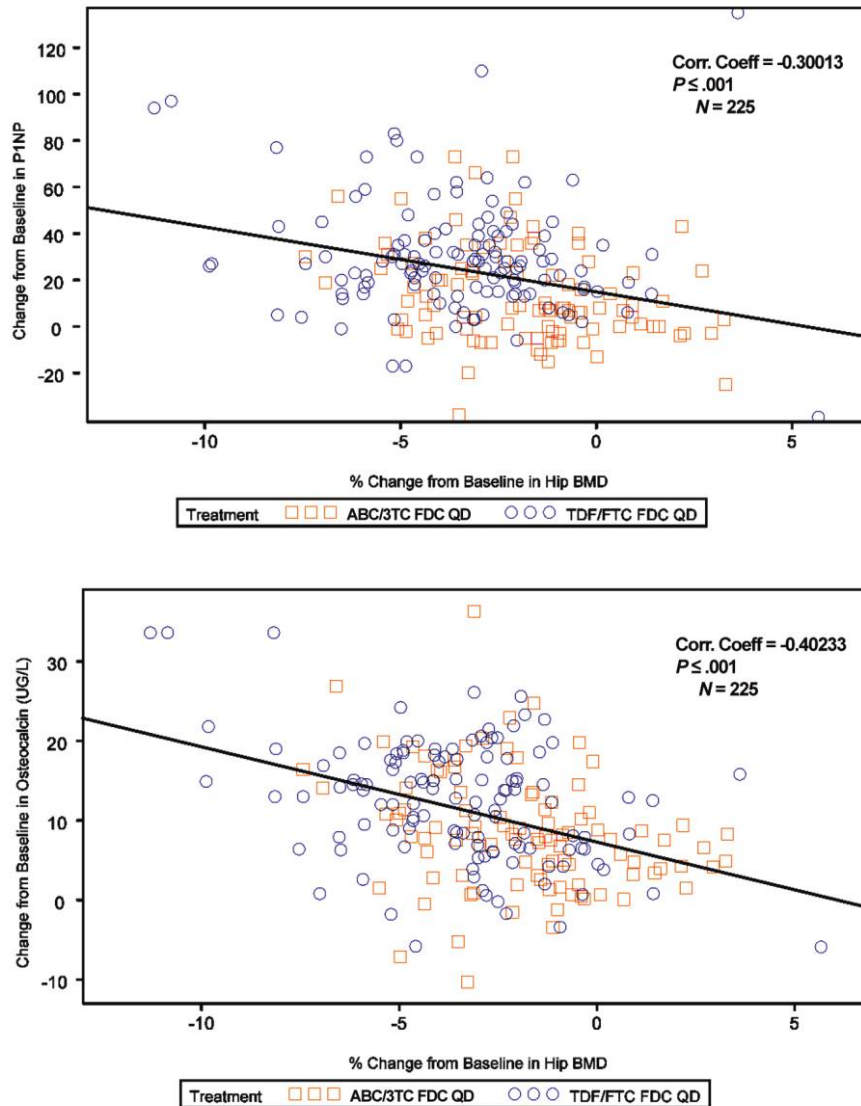 Change from Baseline in P1NP
120
100
80
60
40
20
0
-20
Corr. Coeff = -0.30013
P ≤ .001
N = 225
-10
-5
0
5
% Change from Baseline in Hip BMD
Treatment ABC/3TC FDC QD TDF/FTC FDC QD
Change from Baseline in Osteocalcin (UG/L)
30
20
10
0
-10
Corr. Coeff = -0.40233
P ≤ .001
N = 225
-10
-5
0
5
% Change from Baseline in Hip BMD
Treatment ABC/3TC FDC QD TDF/FTC FDC QD